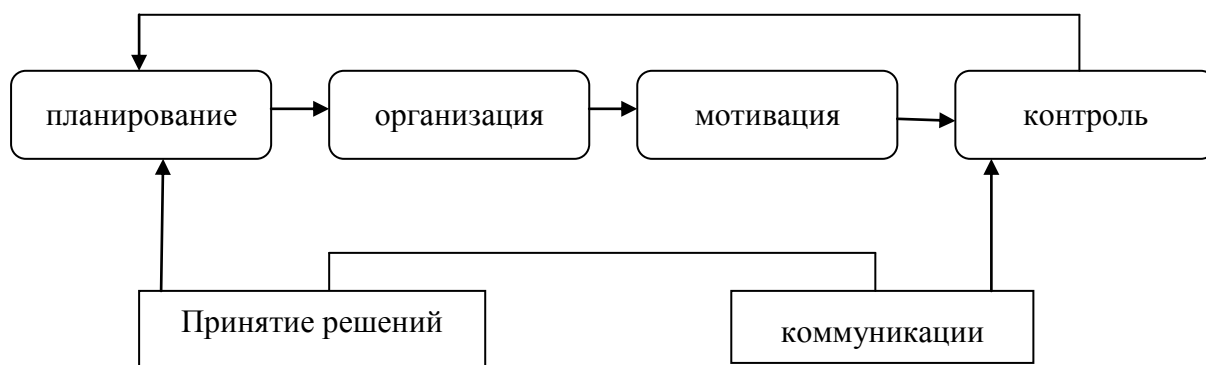 планирование
организация
мотивация
контроль
Принятие решений
коммуникации